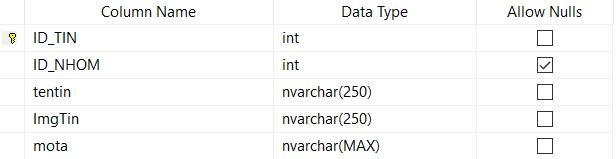 Column Name Data Type Allow Nulls
ID_TIN int
ID_NHOM int
tentin nvarchar(250)
ImgTin nvarchar(250)
mota nvarchar(MAX)